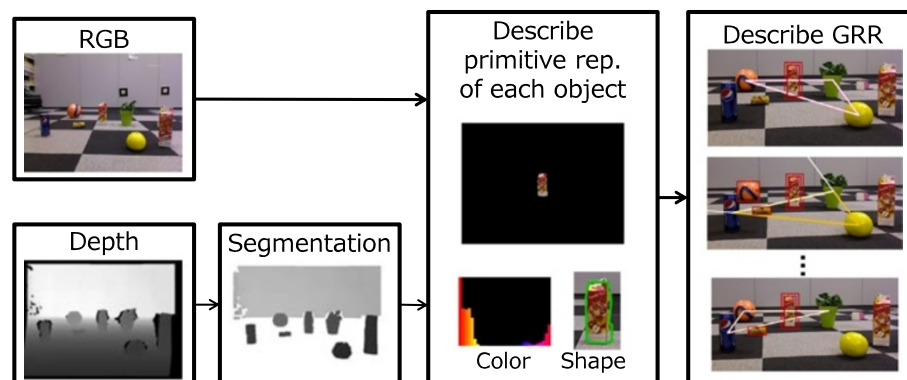 RGB
Depth
Segmentation
Describe
primitive rep.
of each object
Color
Shape
Describe GRR